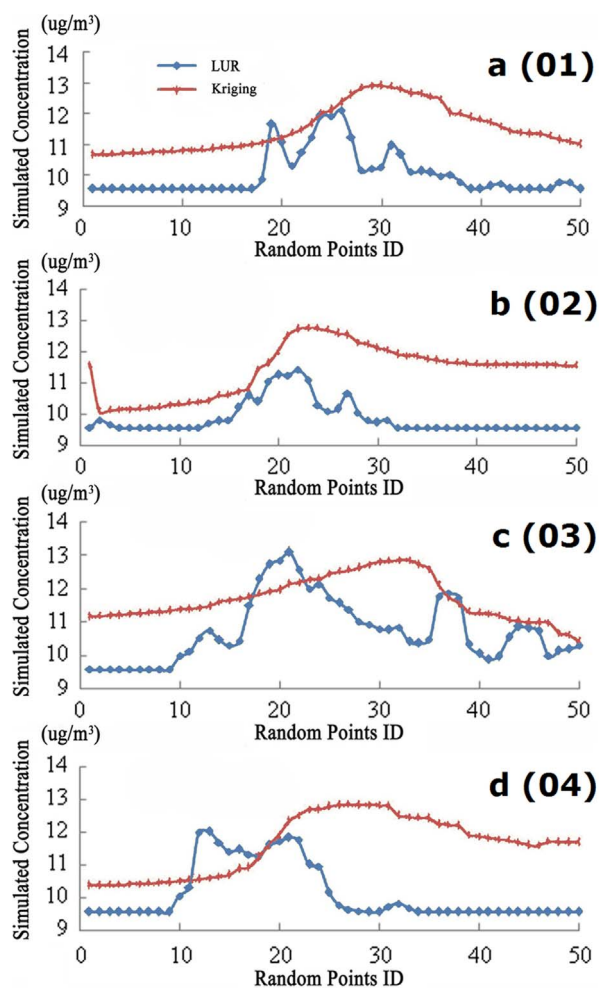 (ug/m³)
Simulated Concentration
14
13
12
11
10
9
LUR
Kriging
a (01)
0 10 20 30 40 50
Random Points ID
(ug/m³)
Simulated Concentration
14
13
12
11
10
9
b (02)
0 10 20 30 40 50
Random Points ID
(ug/m³)
Simulated Concentration
14
13
12
11
10
9
c (03)
0 10 20 30 40 50
Random Points ID
(ug/m³)
Simulated Concentration
14
13
12
11
10
9
d (04)
0 10 20 30 40 50
Random Points ID